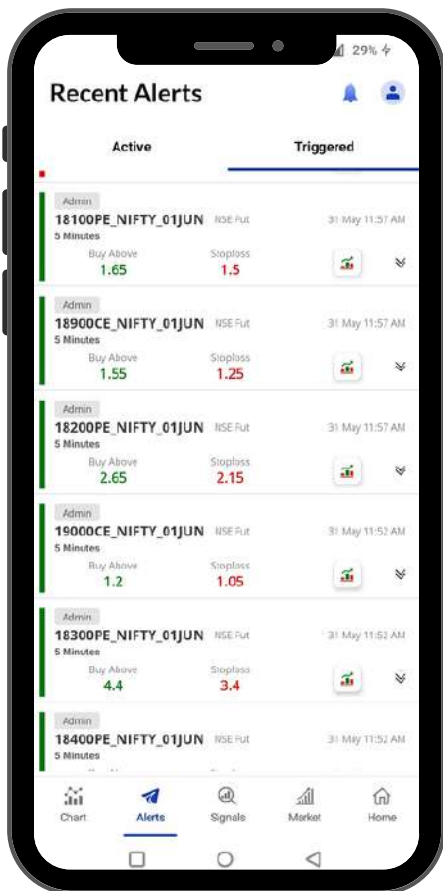 29%
Recent Alerts
Active Triggered
Admin
18100PE_NIFTY_01JUN NSE Fut 31 May 11:57 AM
5 Minutes
Buy Above Stoploss
1.65 1.5
Admin
18900CE_NIFTY_01JUN NSE Fut 31 May 11:57 AM
5 Minutes
Buy Above Stoploss
1.55 1.25
Admin
18200PE_NIFTY_01JUN NSE Fut 31 May 11:57 AM
5 Minutes
Buy Above Stoploss
2.65 2.15
Admin
19000CE_NIFTY_01JUN NSE Fut 31 May 11:52 AM
5 Minutes
Buy Above Stoploss
1.2 1.05
Admin
18300PE_NIFTY_01JUN NSE Fut 31 May 11:52 AM
5 Minutes
Buy Above Stoploss
4.4 3.4
Admin
18400PE_NIFTY_01JUN NSE Fut 31 May 11:52 AM
5 Minutes
Chart Alerts Signals Market Home